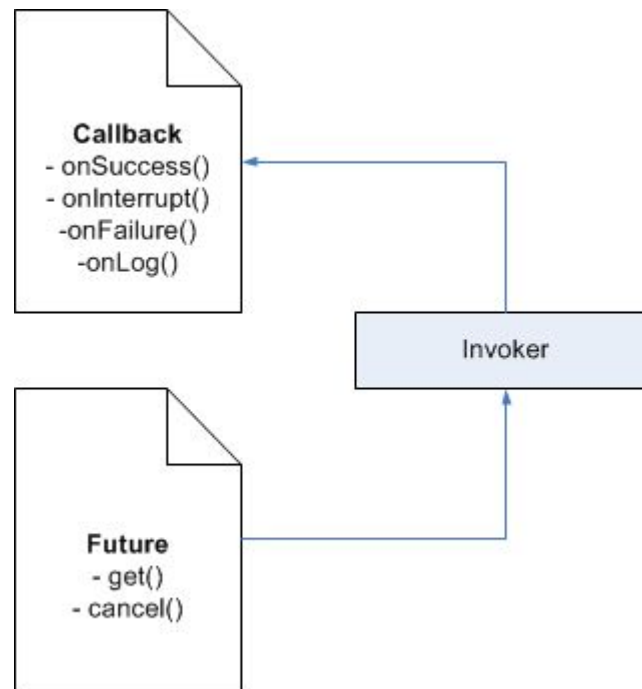 Callback
- onSuccess()
- onInterrupt()
-onFailure()
-onLog()
Invoker
Future
- get()
- cancel()